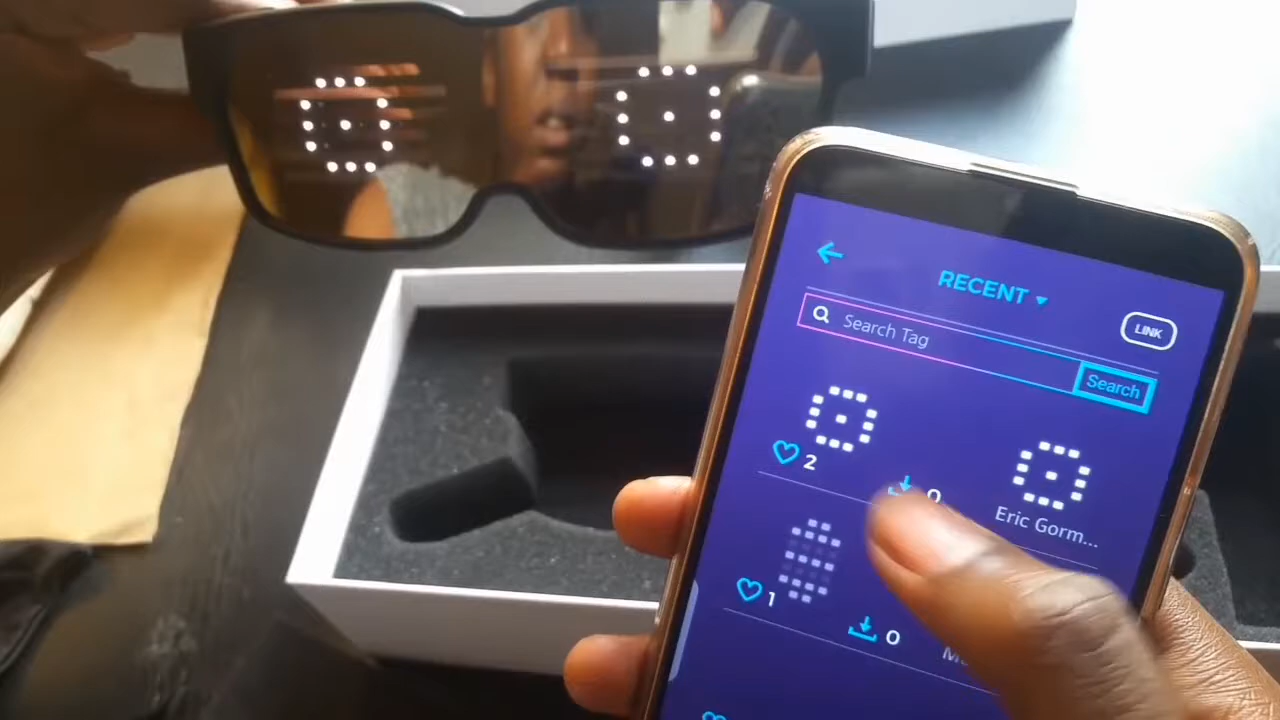 RECENT
LINK
Search Tag
Search
2
0
Eric Gorm...
1
0